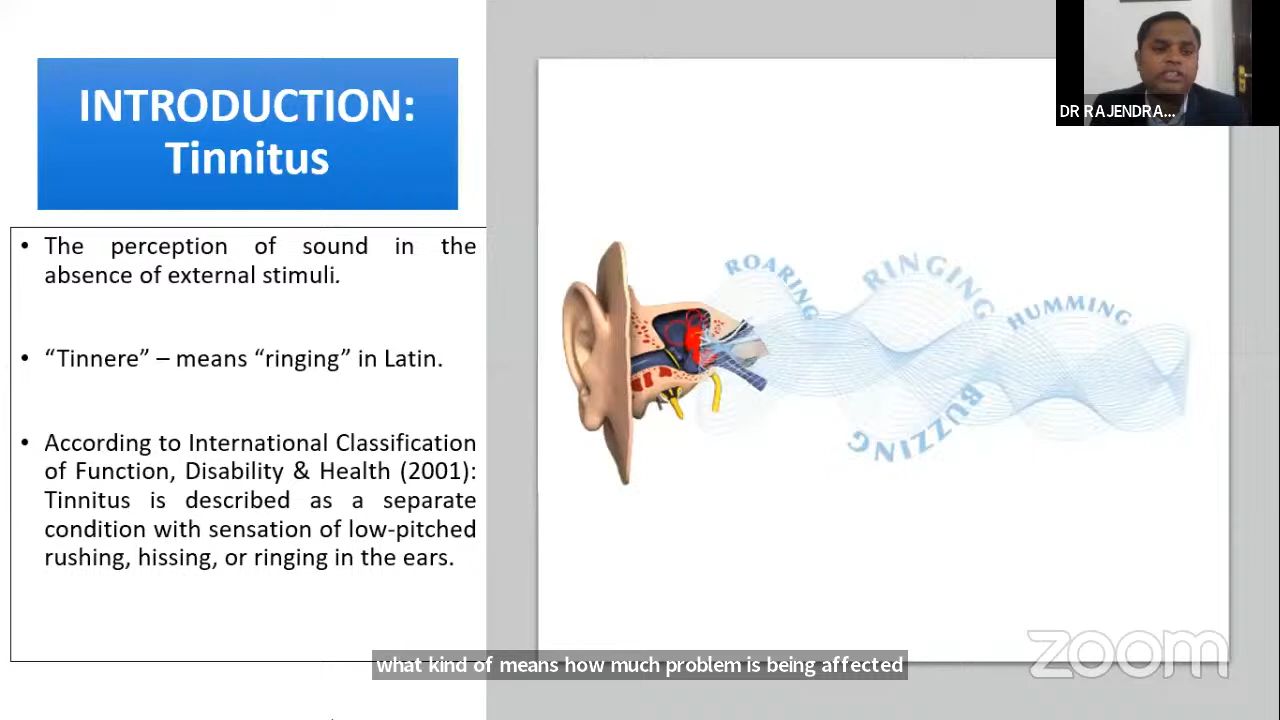 INTRODUCTION:
Tinnitus
• The perception of sound in the
absence of external stimuli.
• “Tinnere” – means “ringing” in Latin.
• According to International Classification
of Function, Disability & Health (2001):
Tinnitus is described as a separate
condition with sensation of low-pitched
rushing, hissing, or ringing in the ears.
ROARING
RINGING
HUMMING
BUZZING
DR RAJENDRA...
zoom
what kind of means how much problem is being affected